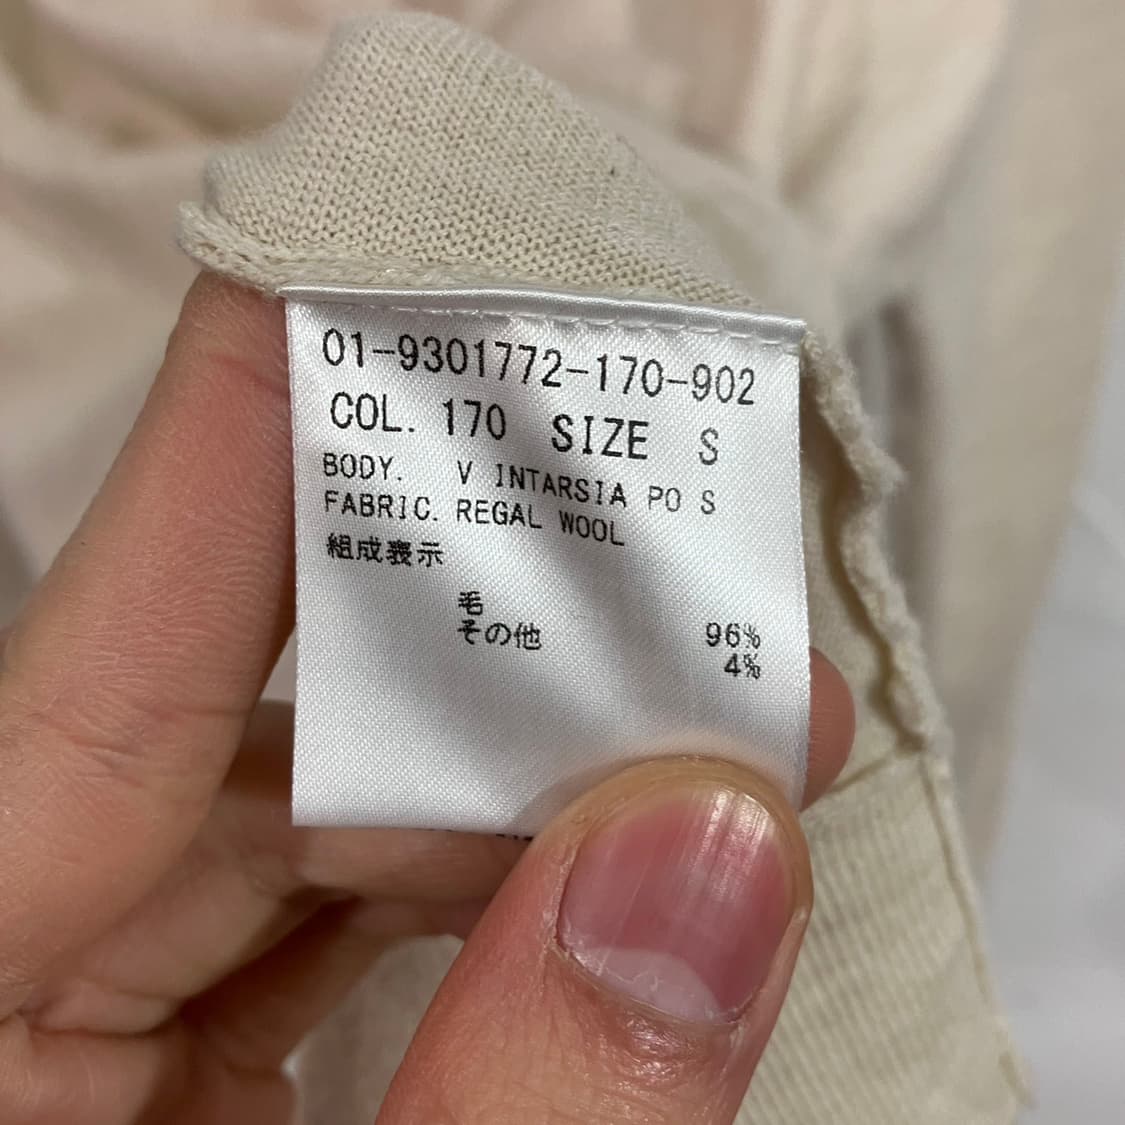 01-9301772-170-902
COL. 170 SIZE S
BODY. V INTARSIA PO S
FABRIC. REGAL WOOL
組成表示
毛 96%
その他 4%